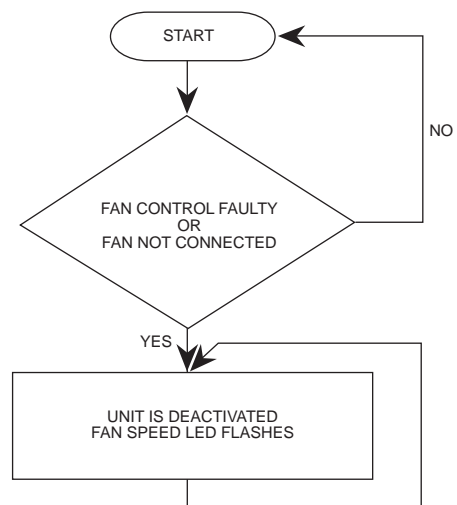 START
NO
FAN CONTROL FAULTY
OR
FAN NOT CONNECTED
YES
UNIT IS DEACTIVATED
FAN SPEED LED FLASHES